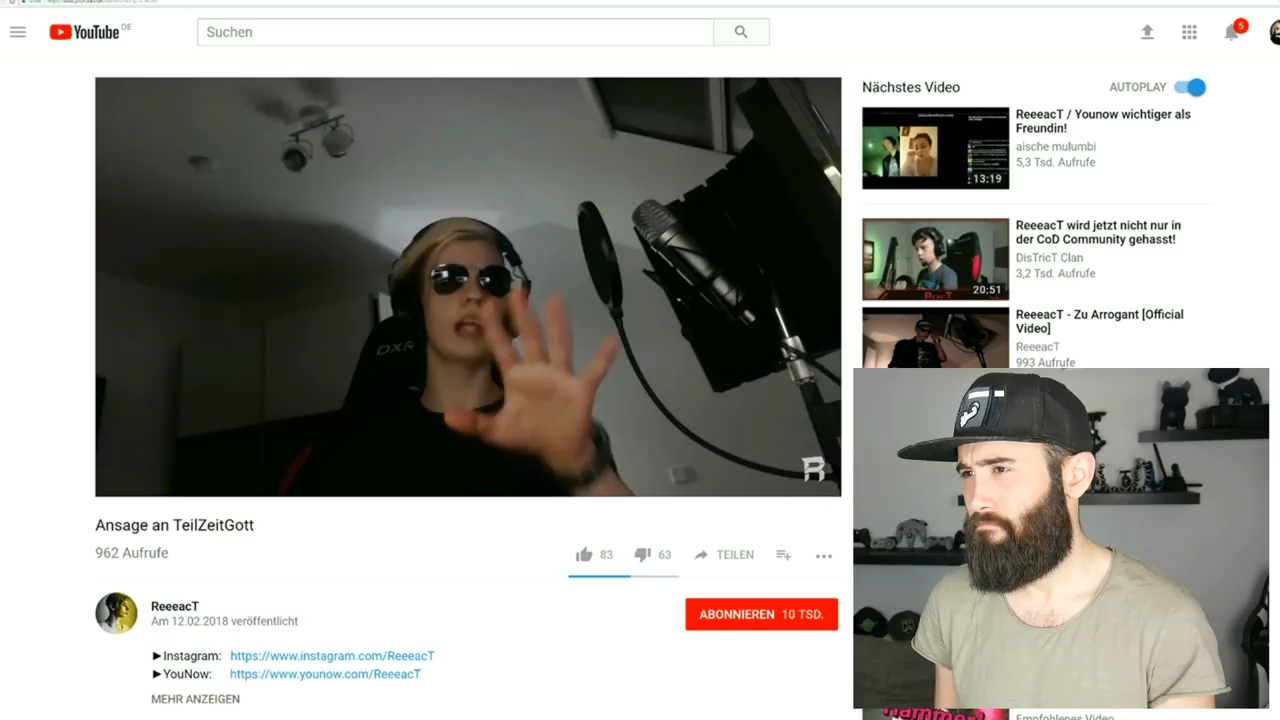 YouTube DE
Suchen
5
Nächstes Video
AUTOPLAY
ReeeacT / Younow wichtiger als
Freundin!
aische mulumbi
5,3 Tsd. Aufrufe
13:19
ReeeacT wird jetzt nicht nur in
der CoD Community gehasst!
DisTricT Clan
3,2 Tsd. Aufrufe
20:51
ReeeacT - Zu Arrogant [Official
Video]
ReeeacT
993 Aufrufe
DXR
Ansage an TeilZeitGott
962 Aufrufe
83
63
TEILEN
ReeeacT
Am 12.02.2018 veröffentlicht
ABONNIEREN 10 TSD.
►Instagram: https://www.instagram.com/ReeeacT
►YouNow: https://www.younow.com/ReeeacT
MEHR ANZEIGEN
Empfohlenes Video